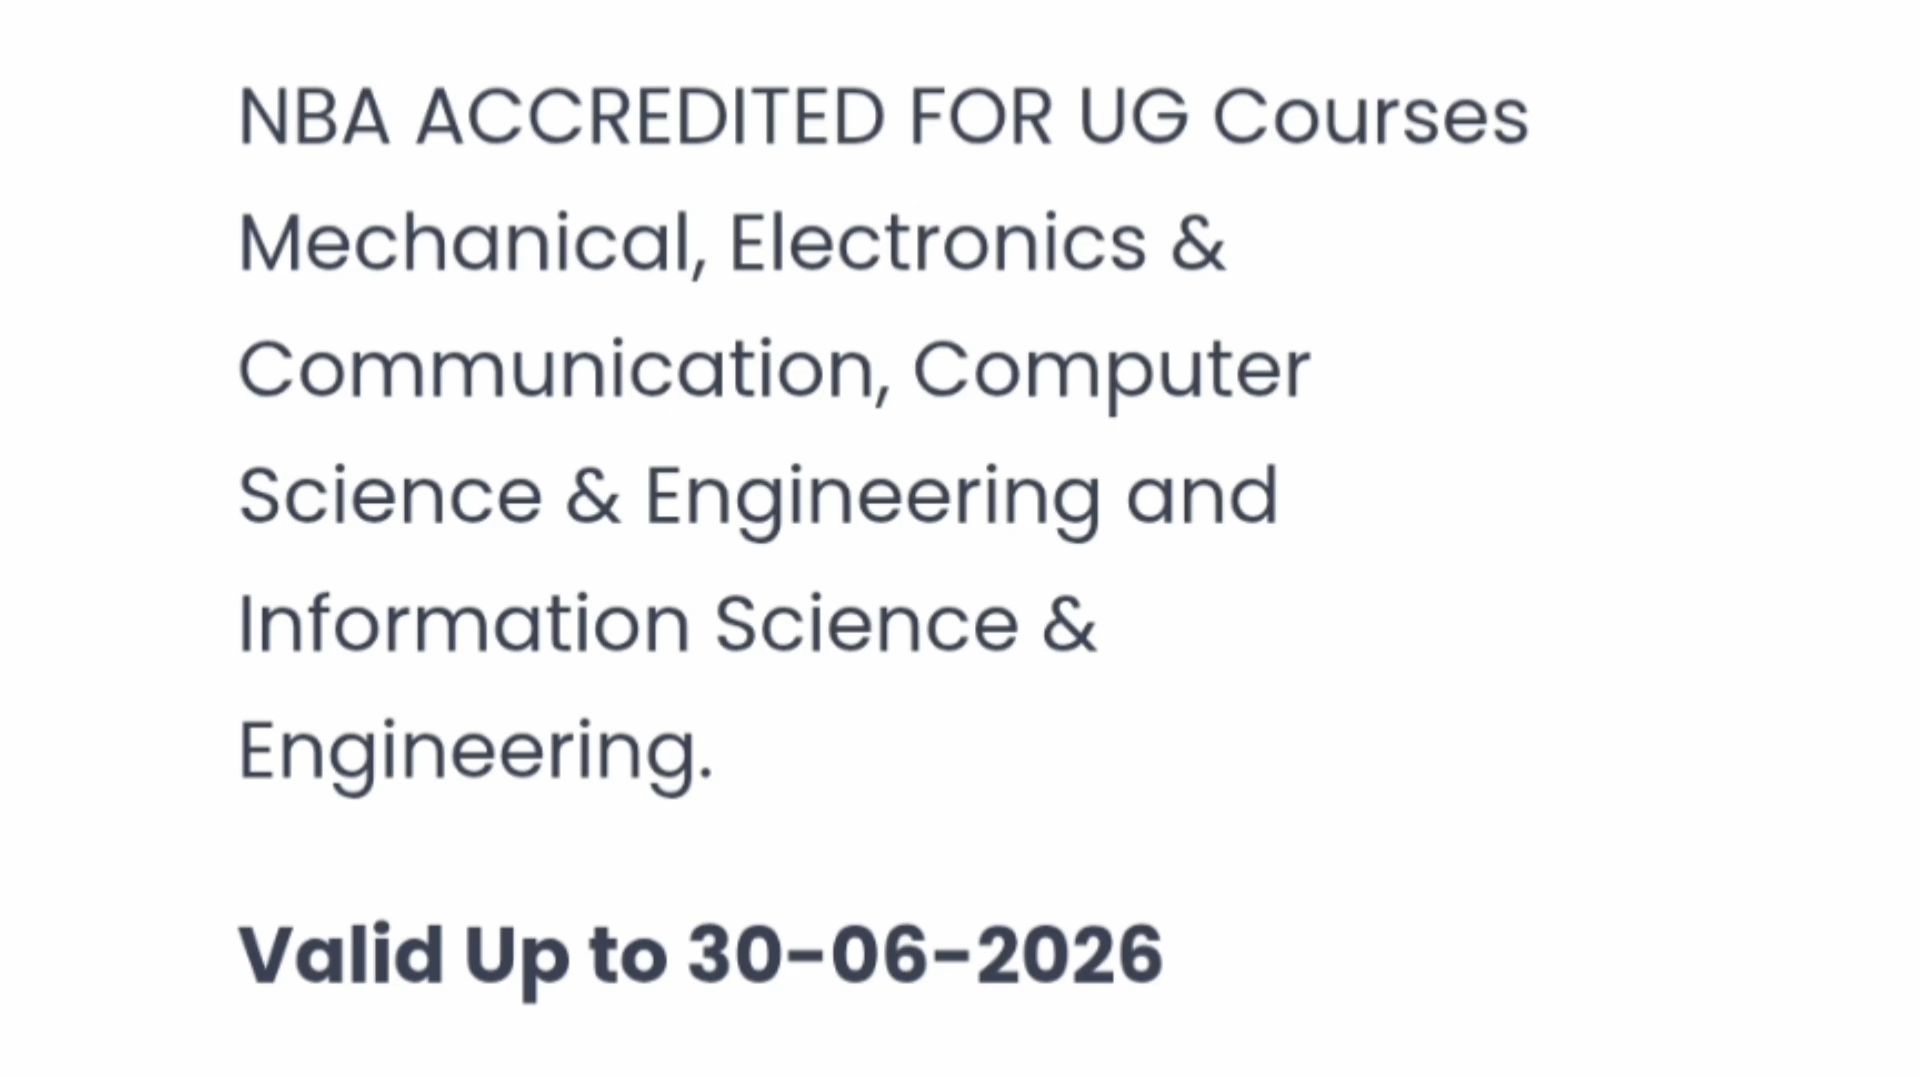 NBA ACCREDITED FOR UG Courses
Mechanical, Electronics &
Communication, Computer
Science & Engineering and
Information Science &
Engineering.
Valid Up to 30-06-2026